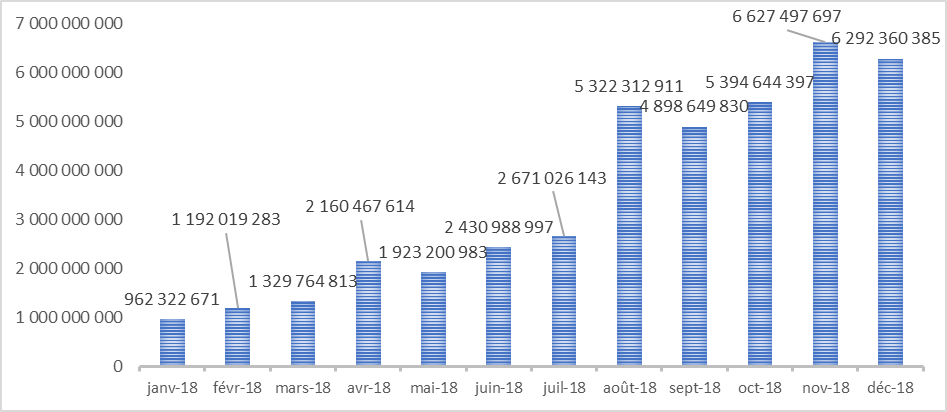 7 000 000 000
6 000 000 000
5 000 000 000
4 000 000 000
3 000 000 000
2 000 000 000
1 000 000 000
0
962 322 671
1 192 019 283
1 329 764 813
2 160 467 614
1 923 200 983
2 430 988 997
2 671 026 143
5 322 312 911
4 898 649 830
5 394 644 397
6 627 497 697
6 292 360 385
janv-18 févr-18 mars-18 avr-18 mai-18 juin-18 juil-18 août-18 sept-18 oct-18 nov-18 déc-18